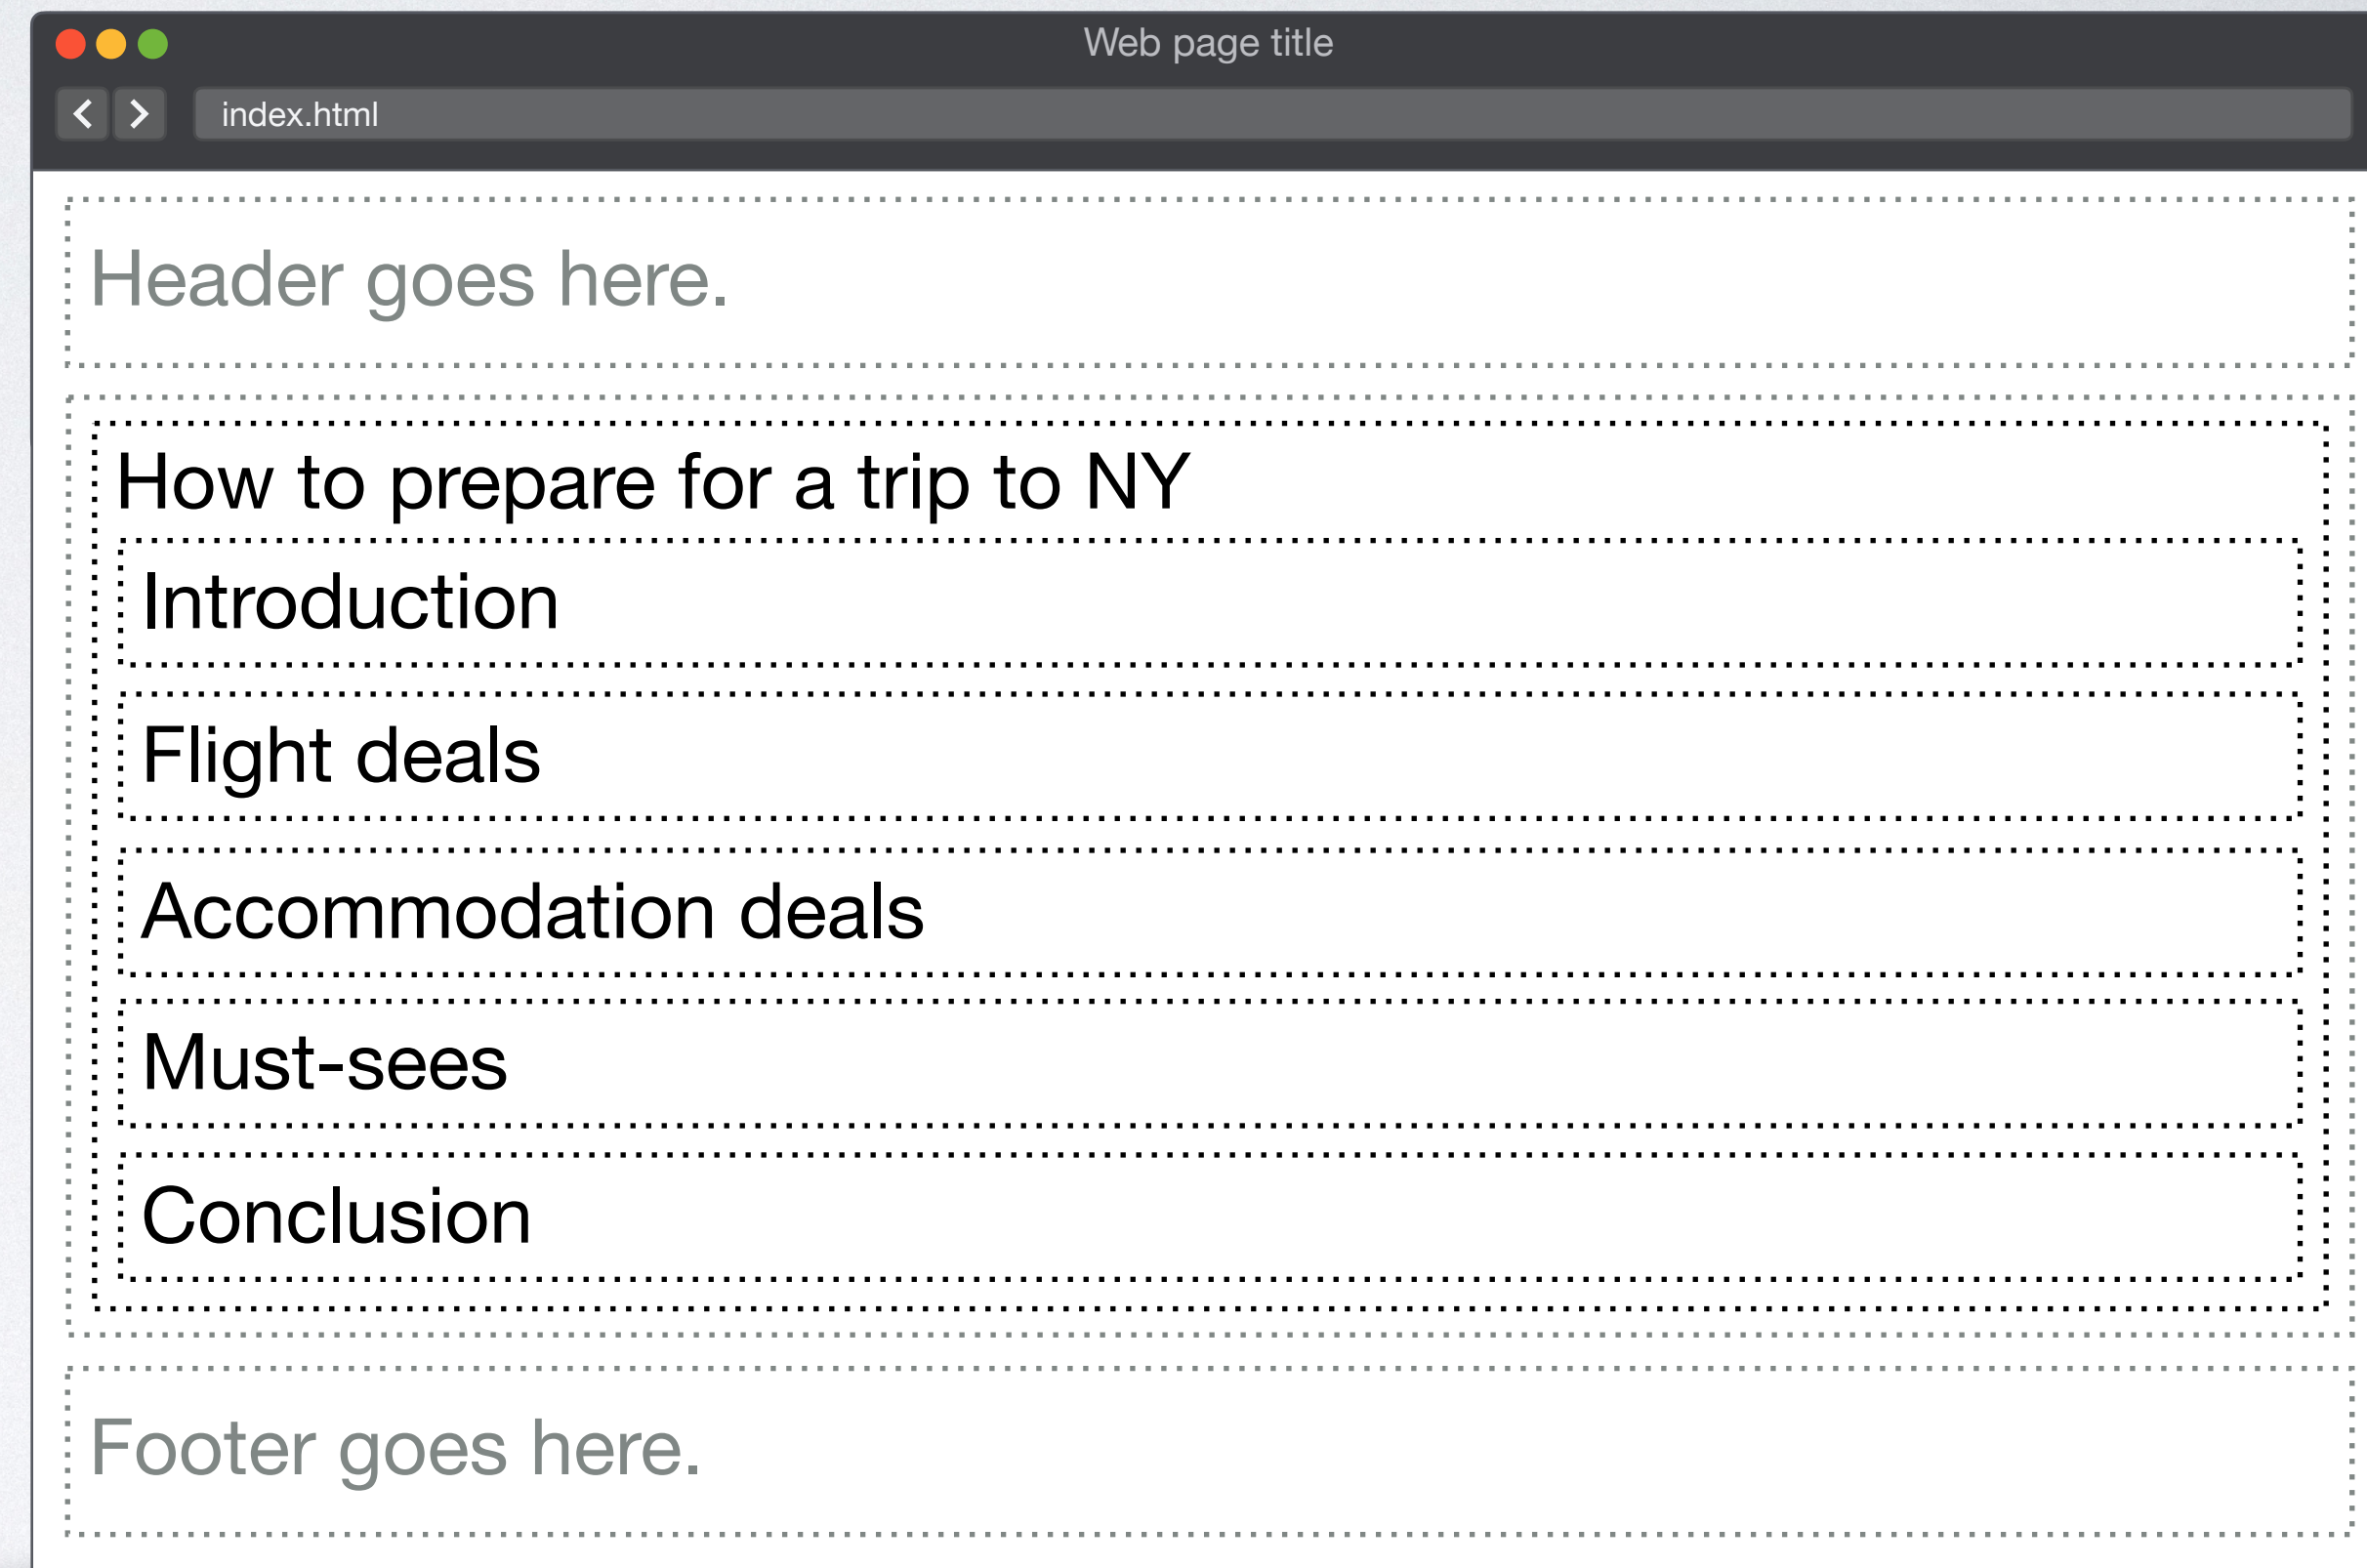 Web page title
index.html
Header goes here.
How to prepare for a trip to NY
Introduction
Flight deals
Accommodation deals
Must-sees
Conclusion
Footer goes here.